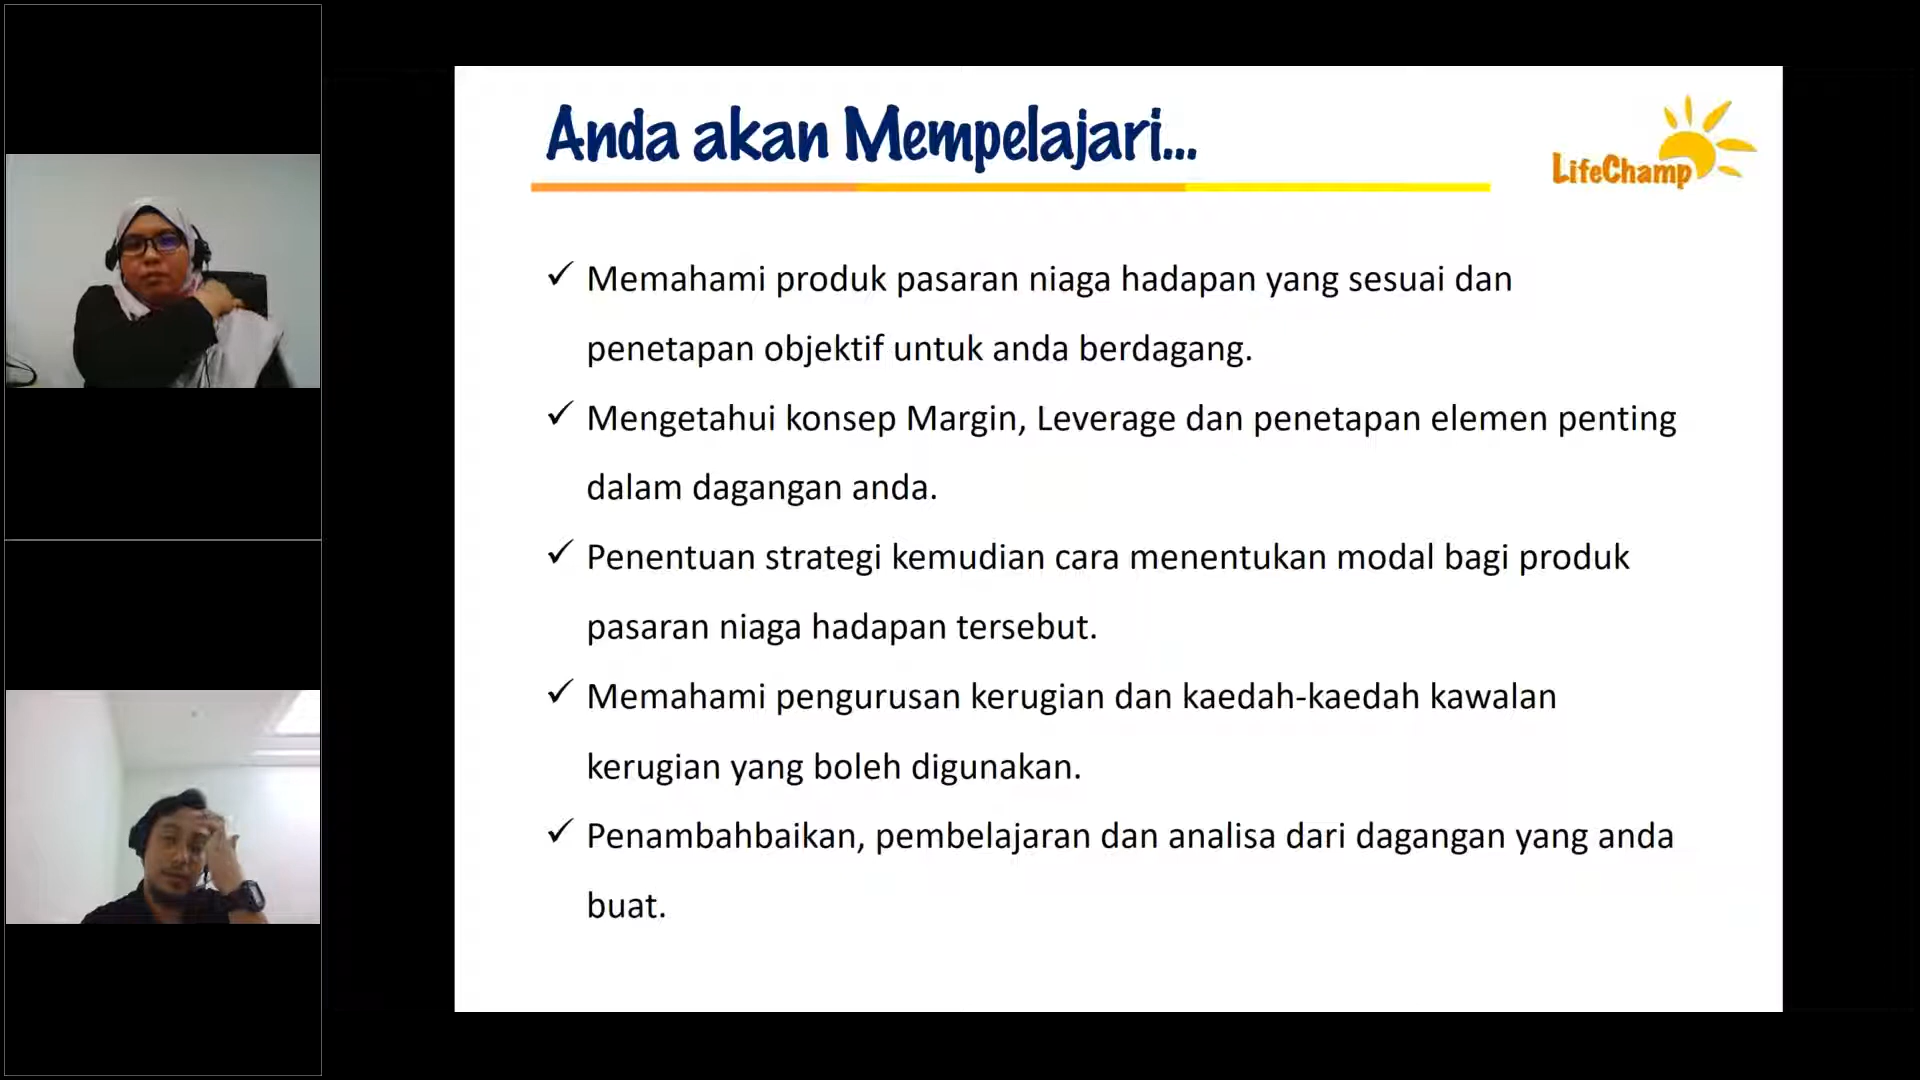 Anda akan Mempelajari...
LifeChamp
✓ Memahami produk pasaran niaga hadapan yang sesuai dan
penetapan objektif untuk anda berdagang.
✓ Mengetahui konsep Margin, Leverage dan penetapan elemen penting
dalam dagangan anda.
✓ Penentuan strategi kemudian cara menentukan modal bagi produk
pasaran niaga hadapan tersebut.
✓ Memahami pengurusan kerugian dan kaedah-kaedah kawalan
kerugian yang boleh digunakan.
✓ Penambahbaikan, pembelajaran dan analisa dari dagangan yang anda
buat.